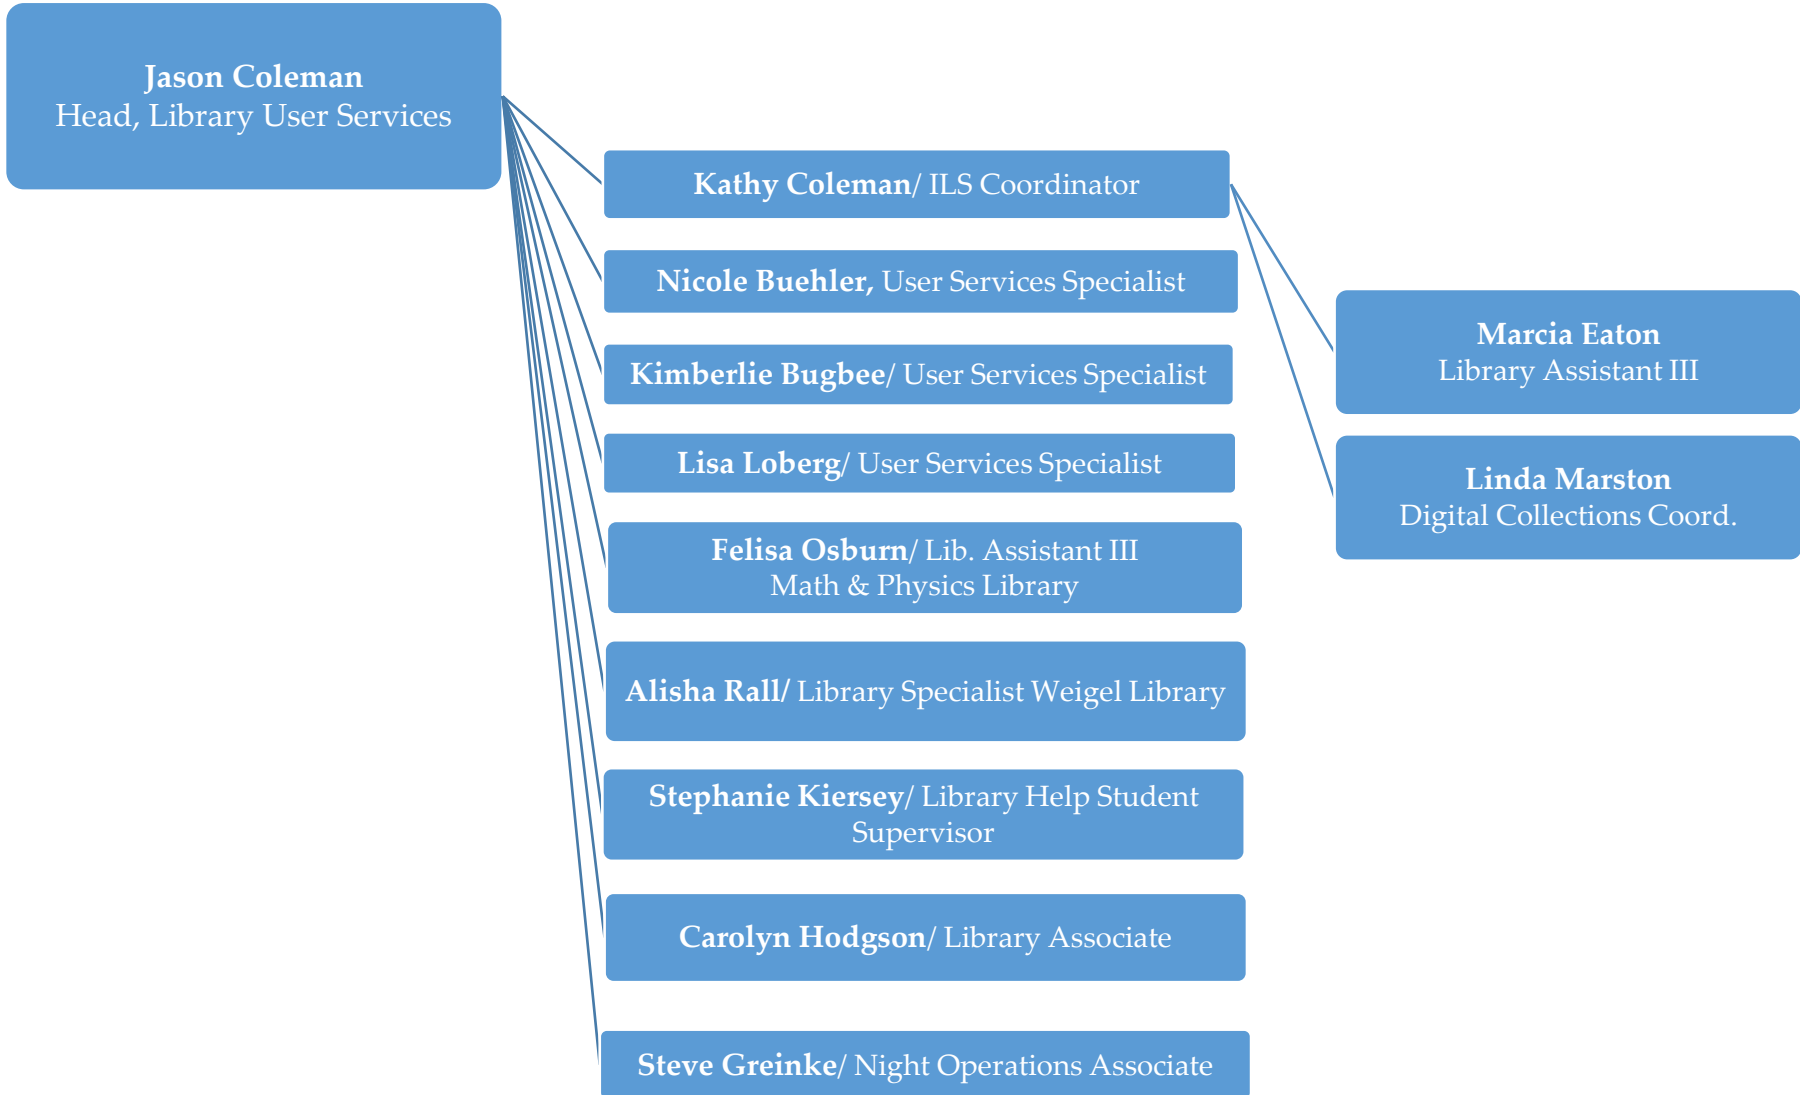 Jason Coleman
Head, Library User Services
Kathy Coleman/ ILS Coordinator
Nicole Buehler, User Services Specialist
Kimberlie Bugbee/ User Services Specialist
Lisa Loberg/ User Services Specialist
Felisa Osburn/ Lib. Assistant III
Math & Physics Library
Alisha Rall/ Library Specialist Weigel Library
Stephanie Kiersey/ Library Help Student
Supervisor
Carolyn Hodgson/ Library Associate
Steve Greinke/ Night Operations Associate
Marcia Eaton
Library Assistant III
Linda Marston
Digital Collections Coord.